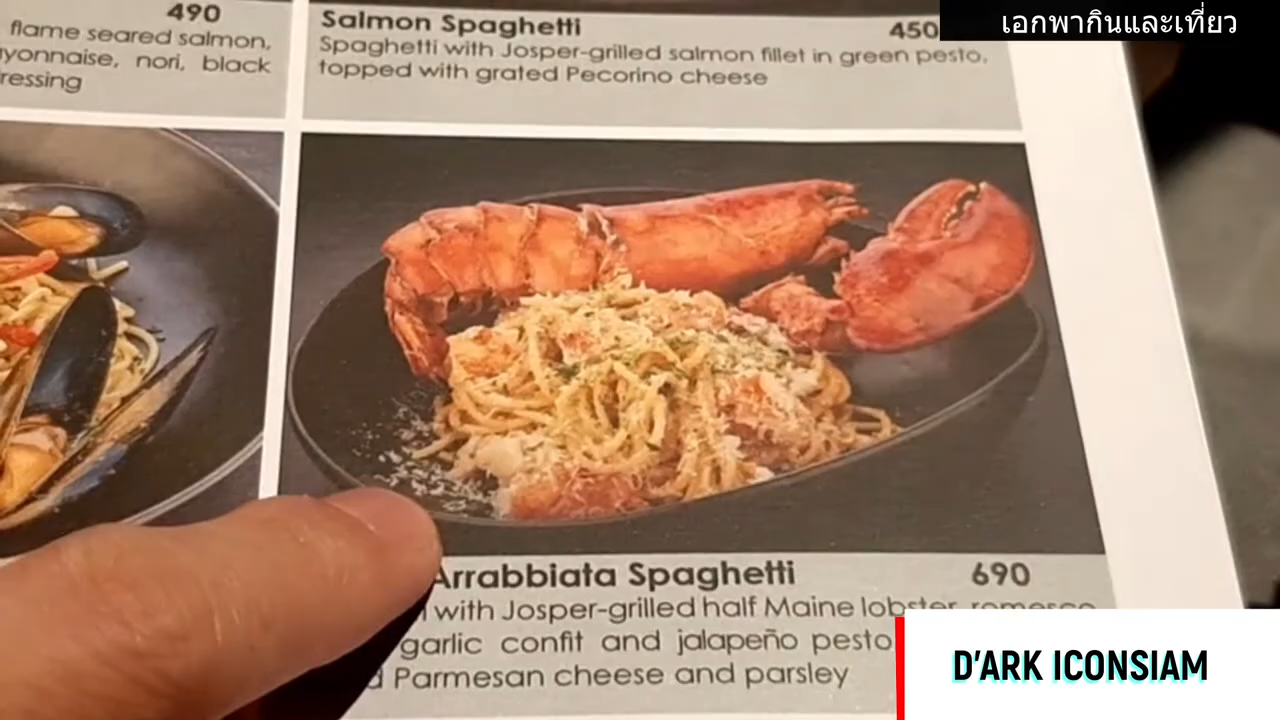 490
flame seared salmon,
yonnaise, nori, black
ressing
Salmon Spaghetti 450
Spaghetti with Josper-grilled salmon fillet in green pesto,
topped with grated Pecorino cheese
เอกพากินและเที่ยว
Arrabbiata Spaghetti 690
with Josper-grilled half Maine lobster, romesco
garlic confit and jalapeño pesto
Parmesan cheese and parsley
D'ARK ICONSIAM